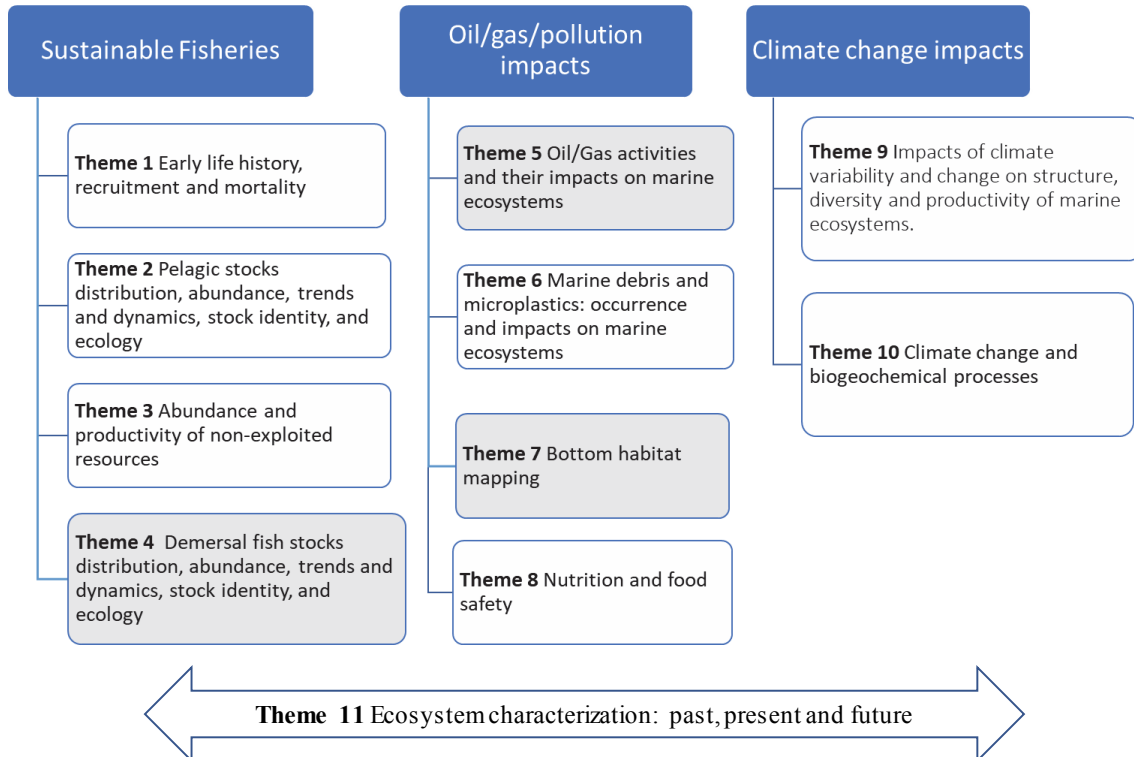 Sustainable Fisheries
Theme 1 Early life history,
recruitment and mortality
Theme 2 Pelagic stocks
distribution, abundance, trends
and dynamics, stock identity, and
ecology
Theme 3 Abundance and
productivity of non-exploited
resources
Theme 4 Demersal fish stocks
distribution, abundance, trends and
dynamics, stock identity, and
ecology
Oil/gas/pollution
impacts
Theme 5 Oil/Gas activities
and their impacts on marine
ecosystems
Theme 6 Marine debris and
microplastics: occurrence
and impacts on marine
ecosystems
Theme 7 Bottom habitat
mapping
Theme 8 Nutrition and food
safety
Climate change impacts
Theme 9 Impacts of climate
variability and change on structure,
diversity and productivity of marine
ecosystems.
Theme 10 Climate change and
biogeochemical processes
Theme 11 Ecosystem characterization: past, present and future